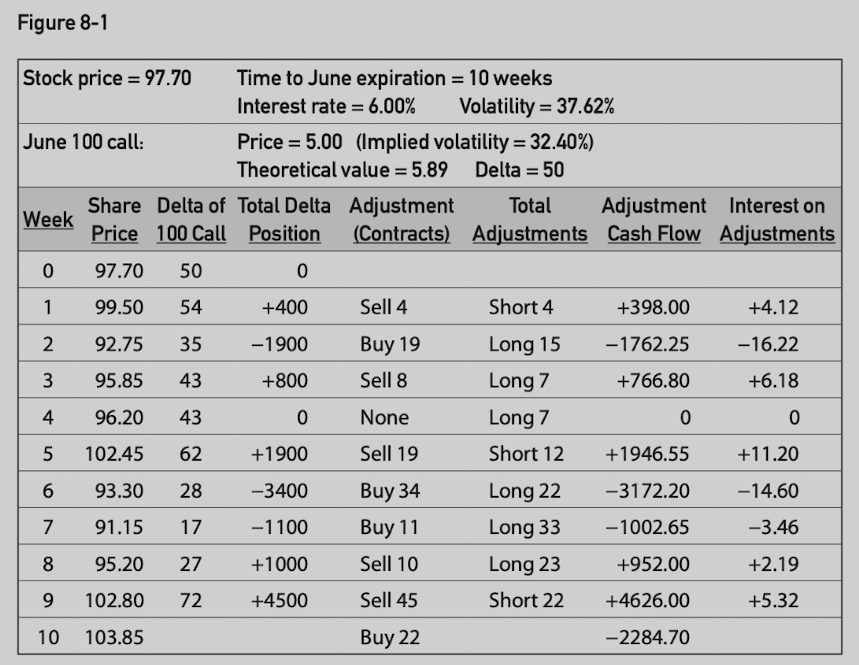 Figure 8-1
Stock price = 97.70 Time to June expiration = 10 weeks
Interest rate = 6.00% Volatility = 37.62%
June 100 call: Price = 5.00 (Implied volatility = 32.40%)
Theoretical value = 5.89 Delta = 50
Share Delta of Total Delta Adjustment Total Adjustment Interest on
Week Price 100 Call Position (Contracts) Adjustments Cash Flow Adjustments
0 97.70 50 0
1 99.50 54 +400 Sell 4 Short 4 +398.00 +4.12
2 92.75 35 −1900 Buy 19 Long 15 −1762.25 −16.22
3 95.85 43 +800 Sell 8 Long 7 +766.80 +6.18
4 96.20 43 0 None Long 7 0 0
5 102.45 62 +1900 Sell 19 Short 12 +1946.55 +11.20
6 93.30 28 −3400 Buy 34 Long 22 −3172.20 −14.60
7 91.15 17 −1100 Buy 11 Long 33 −1002.65 −3.46
8 95.20 27 +1000 Sell 10 Long 23 +952.00 +2.19
9 102.80 72 +4500 Sell 45 Short 22 +4626.00 +5.32
10 103.85 Buy 22 −2284.70